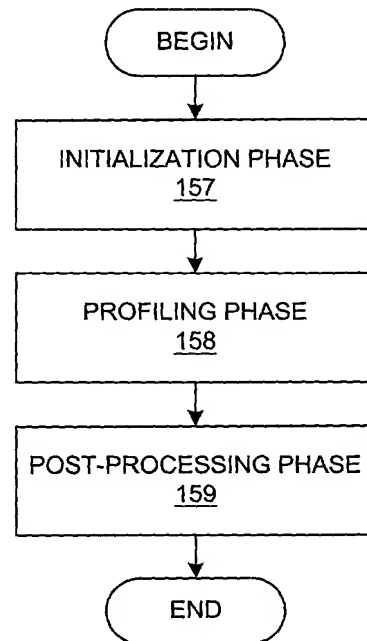 BEGIN
INITIALIZATION PHASE
157
PROFILING PHASE
158
POST-PROCESSING PHASE
159
END